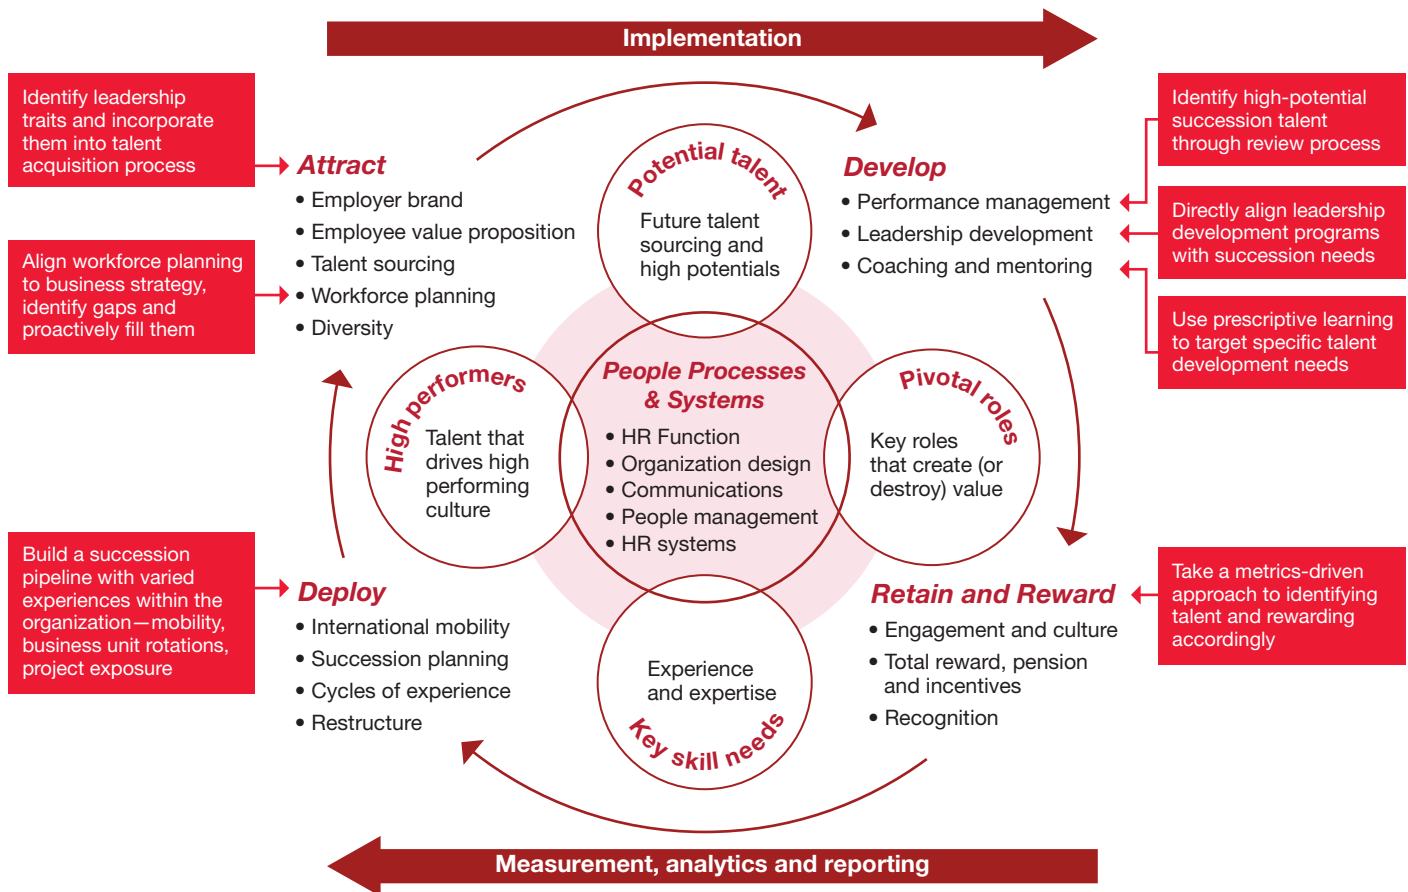 Implementation
Identify leadership
traits and incorporate
them into talent
acquisition process
Align workforce planning
to business strategy,
identify gaps and
proactively fill them
Attract
• Employer brand
• Employee value proposition
• Talent sourcing
• Workforce planning
• Diversity
Potential talent
Future talent
sourcing and
high potentials
Develop
• Performance management
• Leadership development
• Coaching and mentoring
Identify high-potential
succession talent
through review process
Directly align leadership
development programs
with succession needs
Use prescriptive learning
to target specific talent
development needs
High performers
Talent that
drives high
performing
culture
People Processes
& Systems
• HR Function
• Organization design
• Communications
• People management
• HR systems
Pivotal roles
Key roles
that create (or
destroy) value
Build a succession
pipeline with varied
experiences within the
organization—mobility,
business unit rotations,
project exposure
Deploy
• International mobility
• Succession planning
• Cycles of experience
• Restructure
Experience
and expertise
Key skill needs
Retain and Reward
• Engagement and culture
• Total reward, pension
and incentives
• Recognition
Take a metrics-driven
approach to identifying
talent and rewarding
accordingly
Measurement, analytics and reporting